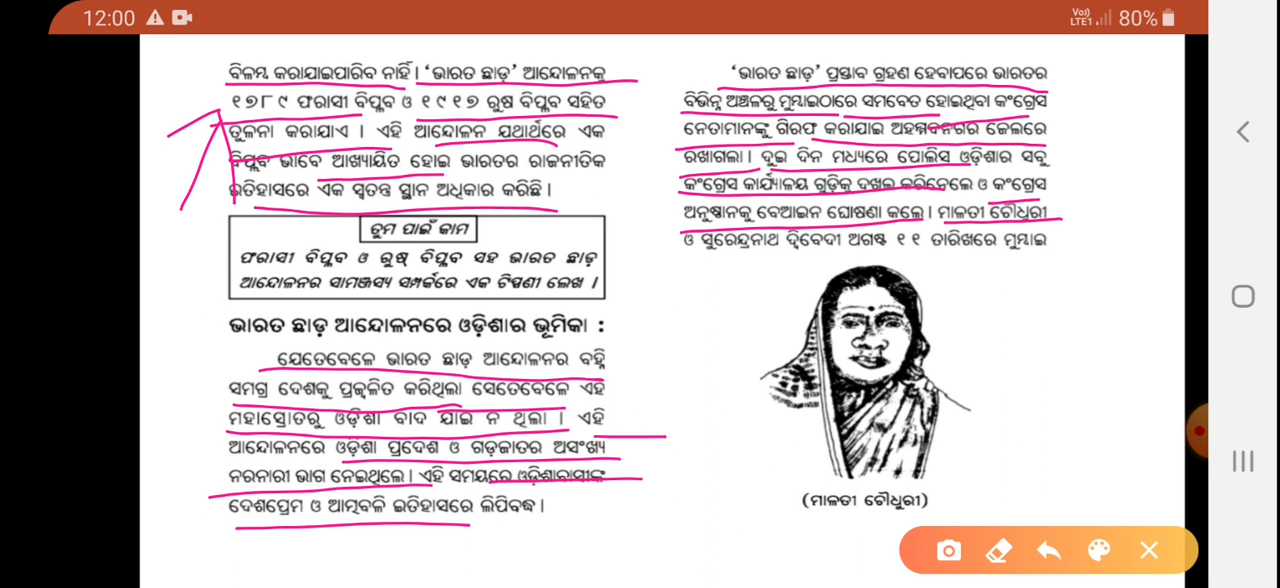 12:00
Vo))
LTE1
80%
ବିଳମ୍ବ କରାଯାଇପାରିବ ନାହିଁ। ‘ଭାରତ ଛାଡ଼’ ଆନ୍ଦୋଳନକୁ
୧୭୮୯ ଫରାସୀ ବିପ୍ଳବ ଓ ୧୯୧୭ ରୁଷ ବିପ୍ଳବ ସହିତ
ତୁଳନା କରାଯାଏ । ଏହି ଆନ୍ଦୋଳନ ଯଥାର୍ଥରେ ଏକ
ବିପ୍ଳବ ଭାବେ ଆଖ୍ୟାୟିତ ହୋଇ ଭାରତର ରାଜନୀତିକ
ଇତିହାସରେ ଏକ ସ୍ୱତନ୍ତ୍ର ସ୍ଥାନ ଅଧିକାର କରିଛି।
ତୁମ ପାଇଁ କାମ
ଫରାସୀ ବିପ୍ଳବ ଓ ରୁଷ୍ ବିପ୍ଳବ ସହ ଭାରତ ଛାଡ଼
ଆନ୍ଦୋଳନର ସାମଞ୍ଜସ୍ୟ ସମ୍ପର୍କରେ ଏକ ଟିପ୍ପଣୀ ଲେଖ ।
ଭାରତ ଛାଡ଼ ଆନ୍ଦୋଳନରେ ଓଡ଼ିଶାର ଭୂମିକା :
ଯେତେବେଳେ ଭାରତ ଛାଡ଼ ଆନ୍ଦୋଳନର ବହ୍ନି
ସମଗ୍ର ଦେଶକୁ ପ୍ରଜ୍ୱଳିତ କରିଥିଲା ସେତେବେଳେ ଏହ
ମହାସ୍ରୋତରୁ ଓଡ଼ିଶା ବାଦ ଯାଇ ନ ଥିଲା । ଏହି
ଆନ୍ଦୋଳନରେ ଓଡ଼ିଶା ପ୍ରଦେଶ ଓ ଗଡ଼ଜାତର ଅସଂଖ୍ୟ
ନରନାରୀ ଭାଗ ନେଇଥିଲେ। ଏହି ସମୟରେ ଓଡ଼ିଶାବାସୀଙ୍କ
ଦେଶପ୍ରେମ ଓ ଆତ୍ମବଳି ଇତିହାସରେ ଲିପିବଦ୍ଧ।
‘ଭାରତ ଛାଡ଼’ ପ୍ରସ୍ତାବ ଗ୍ରହଣ ହେବାପରେ ଭାରତର
ବିଭିନ୍ନ ଅଞ୍ଚଳରୁ ମୁମ୍ବାଇଠାରେ ସମବେତ ହୋଇଥିବା କଂଗ୍ରେସ
ନେତାମାନଙ୍କୁ ଗିରଫ କରାଯାଇ ଅହମ୍ମଦନଗର ଜେଲରେ
ରଖାଗଲା। ଦୁଇ ଦିନ ମଧ୍ୟରେ ପୋଲିସ ଓଡ଼ିଶାର ସବୁ
କଂଗ୍ରେସ କାର୍ଯ୍ୟାଳୟ ଗୁଡ଼ିକୁ ଦଖଲ କରିନେଲେ ଓ କଂଗ୍ରେସ
ଅନୁଷ୍ଠାନକୁ ବେଆଇନ ଘୋଷଣା କଲେ। ମାଳତୀ ଚୌଧୁରୀ
ଓ ସୁରେନ୍ଦ୍ରନାଥ ଦ୍ୱିବେଦୀ ଅଗଷ୍ଟ ୧୧ ତାରିଖରେ ମୁମ୍ବାଇ
(ମାଳତୀ ଚୌଧୁରୀ)